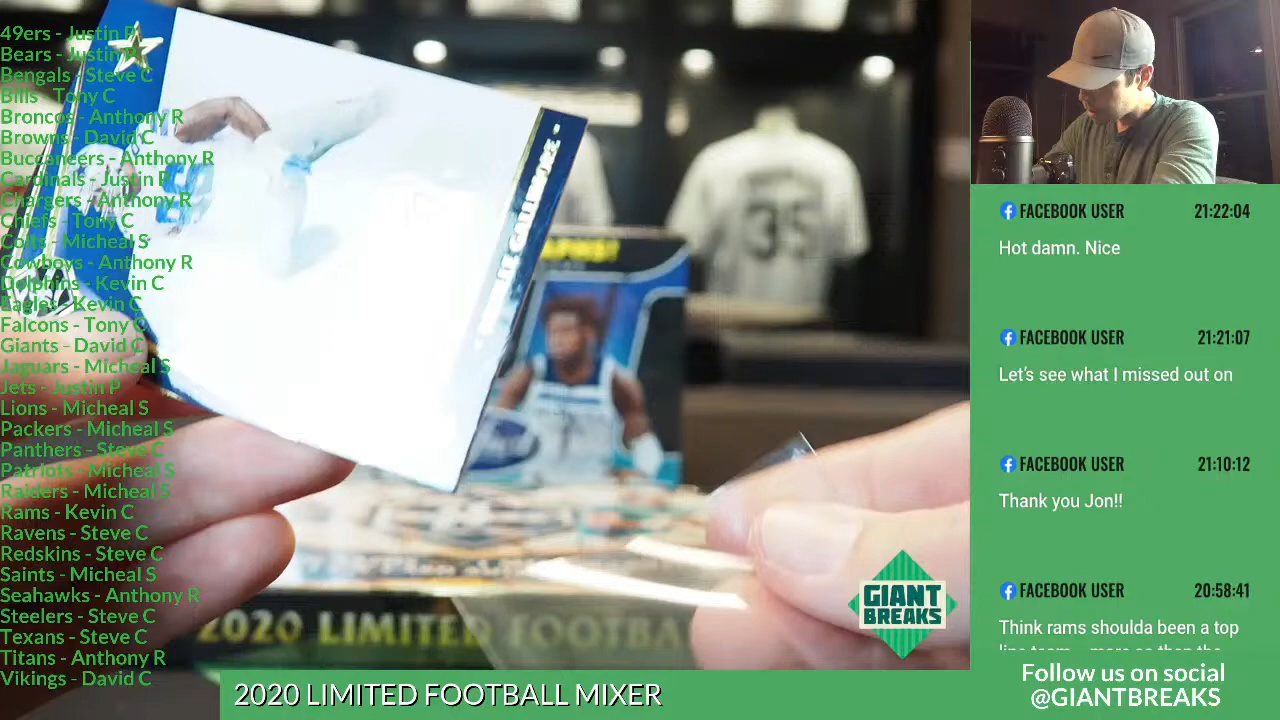 49ers - Justin P
Bears - Justin P
Bengals - Steve C
Bills - Tony C
Broncos - Anthony R
Browns - David C
Buccaneers - Anthony R
Cardinals - Justin P
Chargers - Anthony R
Chiefs - Tony C
Colts - Micheal S
Cowboys - Anthony R
Dolphins - Kevin C
Eagles - Kevin C
Falcons - Tony C
Giants - David C
Jaguars - Micheal S
Jets - Justin P
Lions - Micheal S
Packers - Micheal S
Panthers - Steve C
Patriots - Micheal S
Raiders - Micheal S
Rams - Kevin C
Ravens - Steve C
Redskins - Steve C
Saints - Micheal S
Seahawks - Anthony R
Steelers - Steve C
Texans - Steve C
Titans - Anthony R
Vikings - David C
35
2020 LIMITED FOOTBA
GIANT
BREAKS
2020 LIMITED FOOTBALL MIXER
FACEBOOK USER 21:22:04
Hot damn. Nice
FACEBOOK USER 21:21:07
Let's see what I missed out on
FACEBOOK USER 21:10:12
Thank you Jon!!
FACEBOOK USER 20:58:41
Think rams shoulda been a top
Follow us on social
@GIANTBREAKS